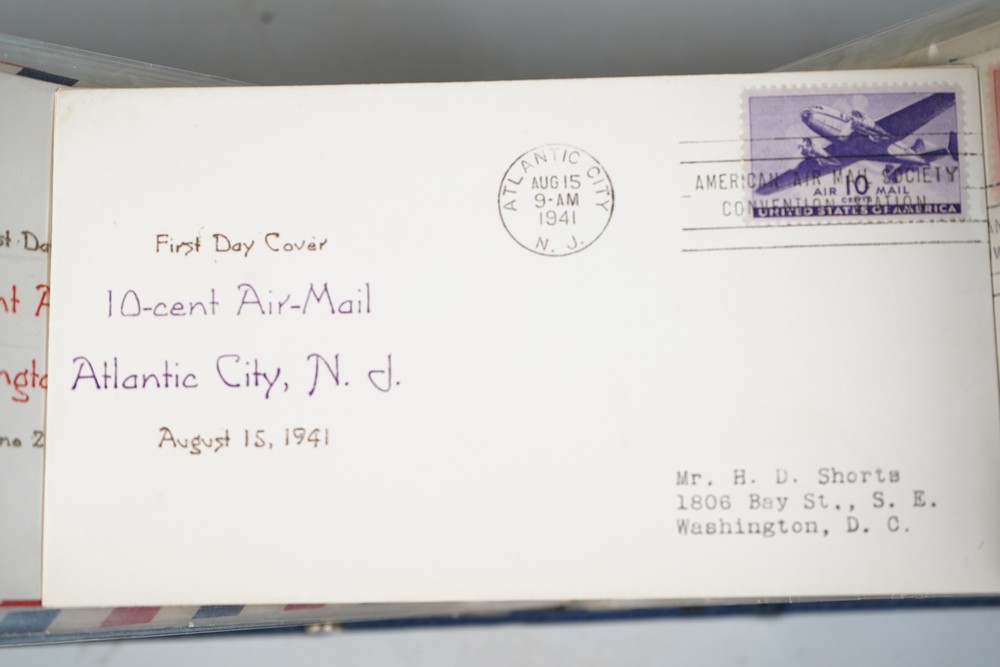 First Day Cover
10-cent Air-Mail
Atlantic City, N. J.
August 15, 1941
ATLANTIC CITY
AUG 15
9-AM
1941
N. J.
AMERICAN AIR MAIL SOCIETY
CONVENTION STATION
AIR 10 MAIL
CENTS
UNITED STATES OF AMERICA
Mr. H. D. Shorts
1806 Bay St., S. E.
Washington, D. C.